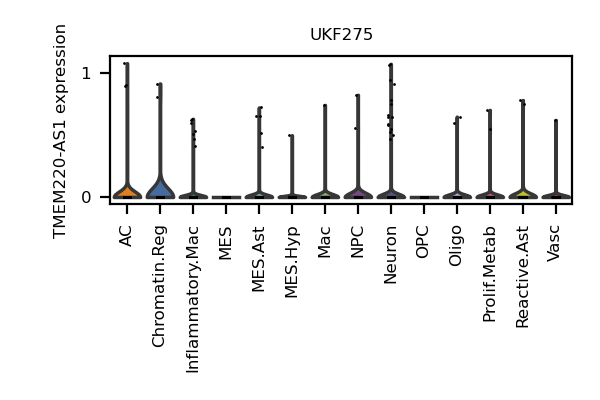 UKF275
TMEM220-AS1 expression
1
0
AC
Chromatin.Reg
Inflammatory.Mac
MES
MES.Ast
MES.Hyp
Mac
NPC
Neuron
OPC
Oligo
Prolif.Metab
Reactive.Ast
Vasc